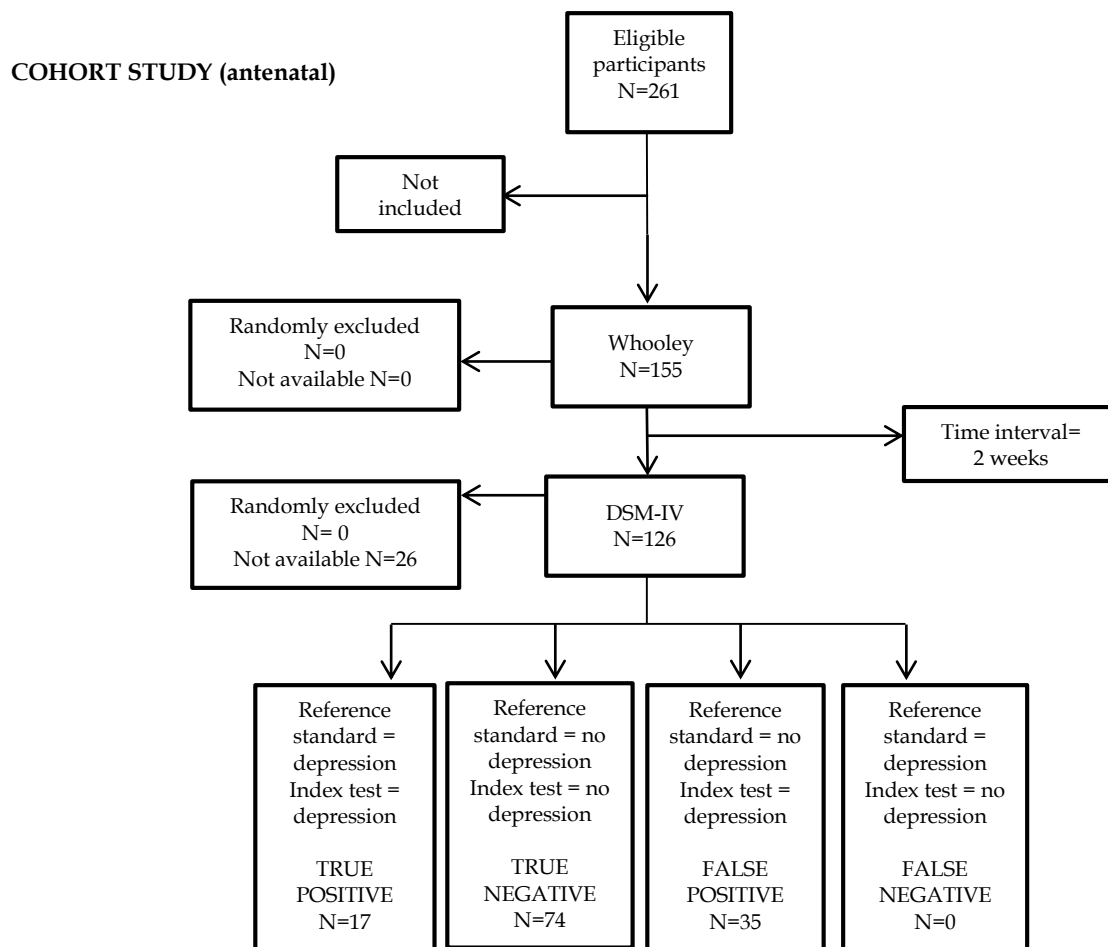 COHORT STUDY (antenatal)
Eligible
participants
N=261
Not
included
Randomly excluded
N=0
Not available N=0
Whooley
N=155
Time interval=
2 weeks
Randomly excluded
N= 0
Not available N=26
DSM-IV
N=126
Reference
standard =
depression
Index test =
depression
TRUE
POSITIVE
N=17
Reference
standard = no
depression
Index test = no
depression
TRUE
NEGATIVE
N=74
Reference
standard = no
depression
Index test =
depression
FALSE
POSITIVE
N=35
Reference
standard =
depression
Index test = no
depression
FALSE
NEGATIVE
N=0